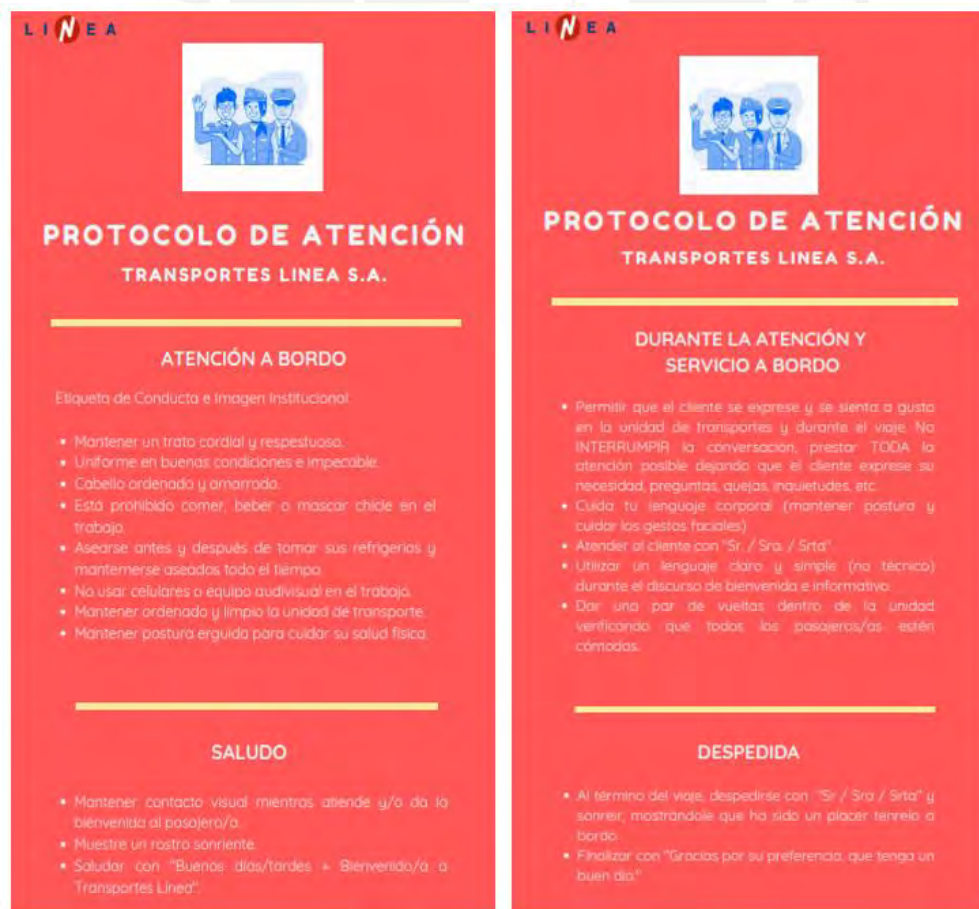 LINEA
PROTOCOLO DE ATENCIÓN
TRANSPORTES LINEA S.A.
ATENCIÓN A BORDO
Etiqueta de Conducta e Imagen Institucional
• Mantener un trato cordial y respestuoso.
• Uniforme en buenas condiciones e impecable.
• Cabello ordenado y amarrado.
• Está prohibido comer, beber o mascar chicle en el
trabajo.
• Asearse antes y después de tomar sus refrigerios y
mantemerse aseados todo el tiempo.
• No usar celulares o equipo audivisual en el trabajo.
• Mantener ordenado y limpio la unidad de transporte.
• Mantener postura erguida para cuidar su salud física.
SALUDO
• Mantener contacto visual mientras atiende y/o da la
bienvenida al pasajero/a.
• Muestre un rostro sonriente.
• Saludar con "Buenos días/tardes + Bienvenido/a a
Transportes Línea".
LINEA
PROTOCOLO DE ATENCIÓN
TRANSPORTES LINEA S.A.
DURANTE LA ATENCIÓN Y
SERVICIO A BORDO
• Permitir que el cliente se exprese y se sienta a gusto
en la unidad de transportes y durante el viaje. No
INTERRUMPIR la conversación, prestar TODA la
atención posible dejando que el cliente exprese su
necesidad, preguntas, quejas, inquietudes, etc.
• Cuida tu lenguaje corporal (mantener postura y
cuidar los gestos faciales)
• Atender al cliente con "Sr. / Sra. / Srta"
• Utilizar un lenguaje claro y simple (no técnico)
durante el discurso de bienvenida e informativo.
• Dar una par de vueltas dentro de la unidad
verificando que todos los pasajeros/as estén
cómodos.
DESPEDIDA
• Al término del viaje, despedirse con "Sr / Sra / Srta" y
sonreír, mostrándole que ha sido un placer tenrelo a
bordo.
• Finalizar con "Gracias por su preferencia, que tenga un
buen día."